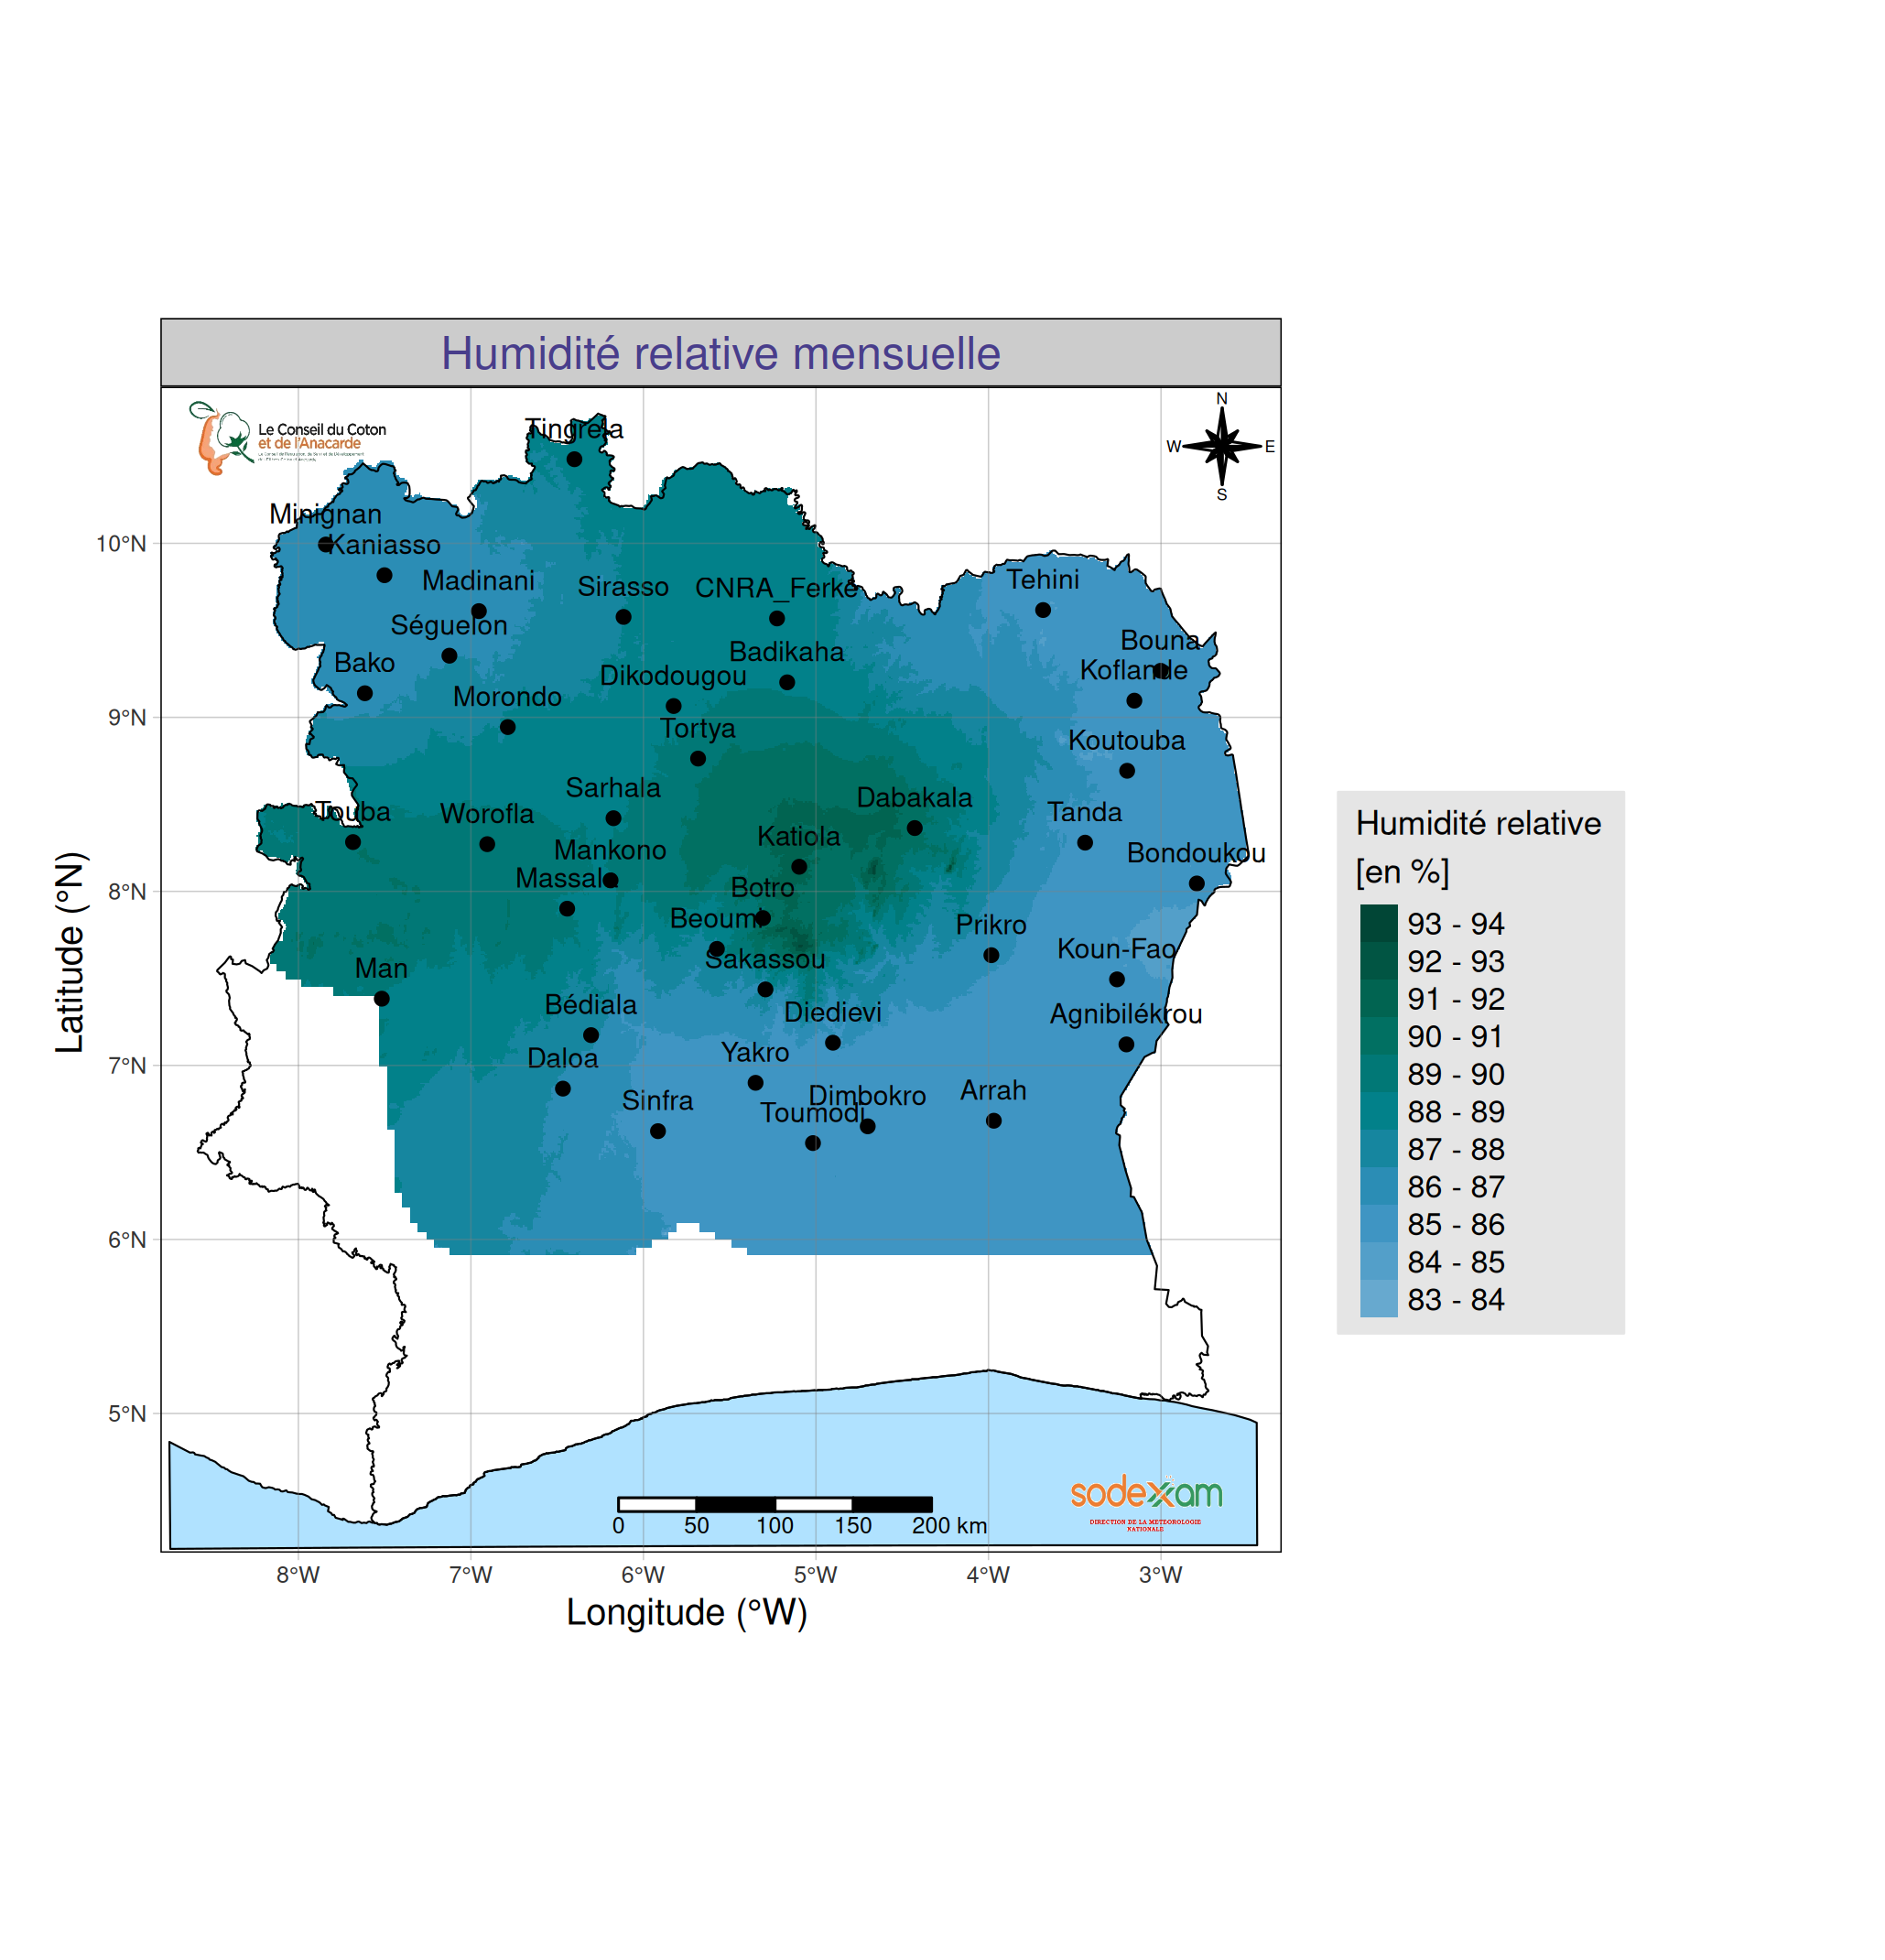 Humidité relative mensuelle
Le Conseil du Coton
et de l'Anacarde
N
W
E
S
Tingrela
Minignan
Kaniasso
Madinani
Sirasso
CNRA_Ferke
Tehini
Séguelon
Bouna
Bako
Badikaha
Koflande
Dikodougou
Morondo
Tortya
Koutouba
Sarhala
Dabakala
Touba
Worofla
Tanda
Katiola
Mankono
Bondoukou
Massala
Botro
Beoumi
Prikro
Koun-Fao
Sakassou
Man
Bédiala
Diedievi
Agnibilékrou
Yakro
Daloa
Dimbokro
Arrah
Sinfra
Toumodi
10°N
9°N
8°N
7°N
6°N
5°N
Latitude (°N)
0 50 100 150 200 km
sodexam
DIRECTION DE LA METEOROLOGIE
NATIONALE
8°W 7°W 6°W 5°W 4°W 3°W
Longitude (°W)
Humidité relative
[en %]
93 - 94
92 - 93
91 - 92
90 - 91
89 - 90
88 - 89
87 - 88
86 - 87
85 - 86
84 - 85
83 - 84